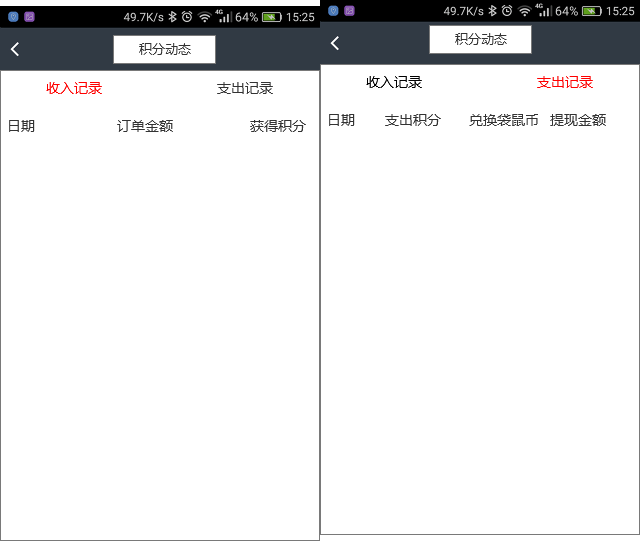 49.7K/s 4G 64% 15:25
积分动态
收入记录 支出记录
日期 订单金额 获得积分
49.7K/s 4G 64% 15:25
积分动态
收入记录 支出记录
日期 支出积分 兑换袋鼠币 提现金额